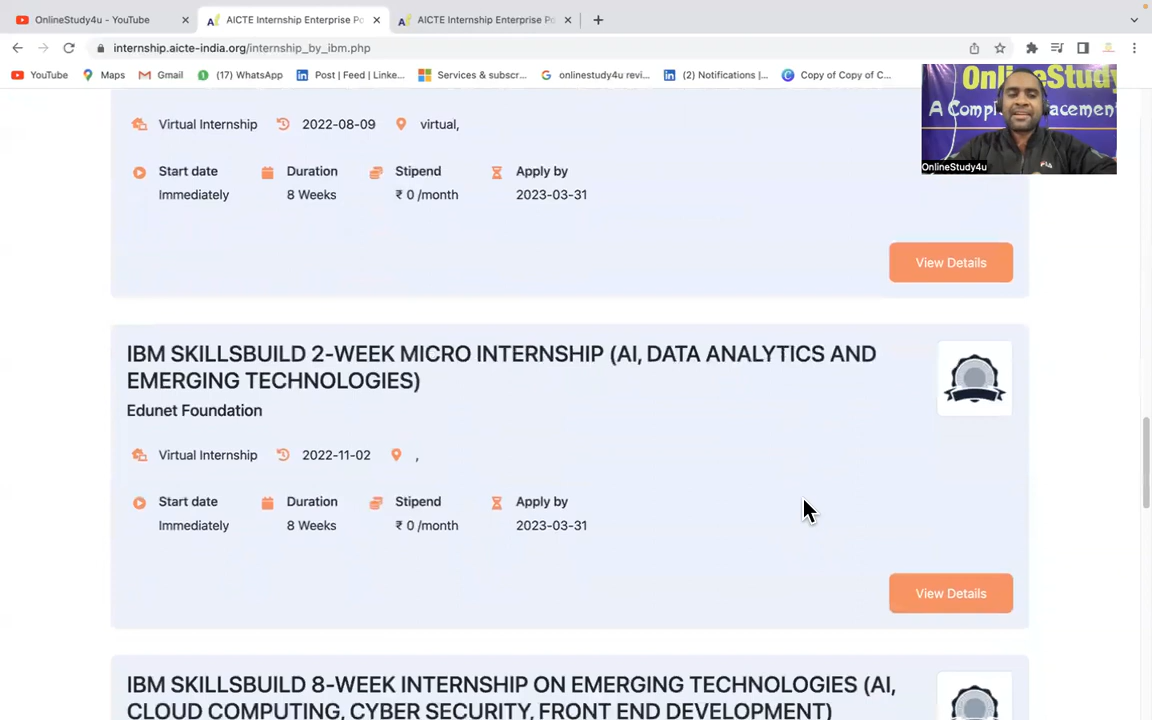 OnlineStudy4u - YouTube
AICTE Internship Enterprise Po
AICTE Internship Enterprise Po
internship.aicte-india.org/internship_by_ibm.php
YouTube
Maps
Gmail
(17) WhatsApp
Post | Feed | Linke...
Services & subscr...
onlinestudy4u revi...
(2) Notifications |...
Copy of Copy of C...
OnlineStudy
A Comp
acement
OnlineStudy4u
Virtual Internship 2022-08-09 virtual,
Start date Duration Stipend Apply by
Immediately 8 Weeks ₹ 0 /month 2023-03-31
View Details
IBM SKILLSBUILD 2-WEEK MICRO INTERNSHIP (AI, DATA ANALYTICS AND
EMERGING TECHNOLOGIES)
Edunet Foundation
Virtual Internship 2022-11-02 ,
Start date Duration Stipend Apply by
Immediately 8 Weeks ₹ 0 /month 2023-03-31
View Details
IBM SKILLSBUILD 8-WEEK INTERNSHIP ON EMERGING TECHNOLOGIES (AI,
CLOUD COMPUTING, CYBER SECURITY, FRONT END DEVELOPMENT)